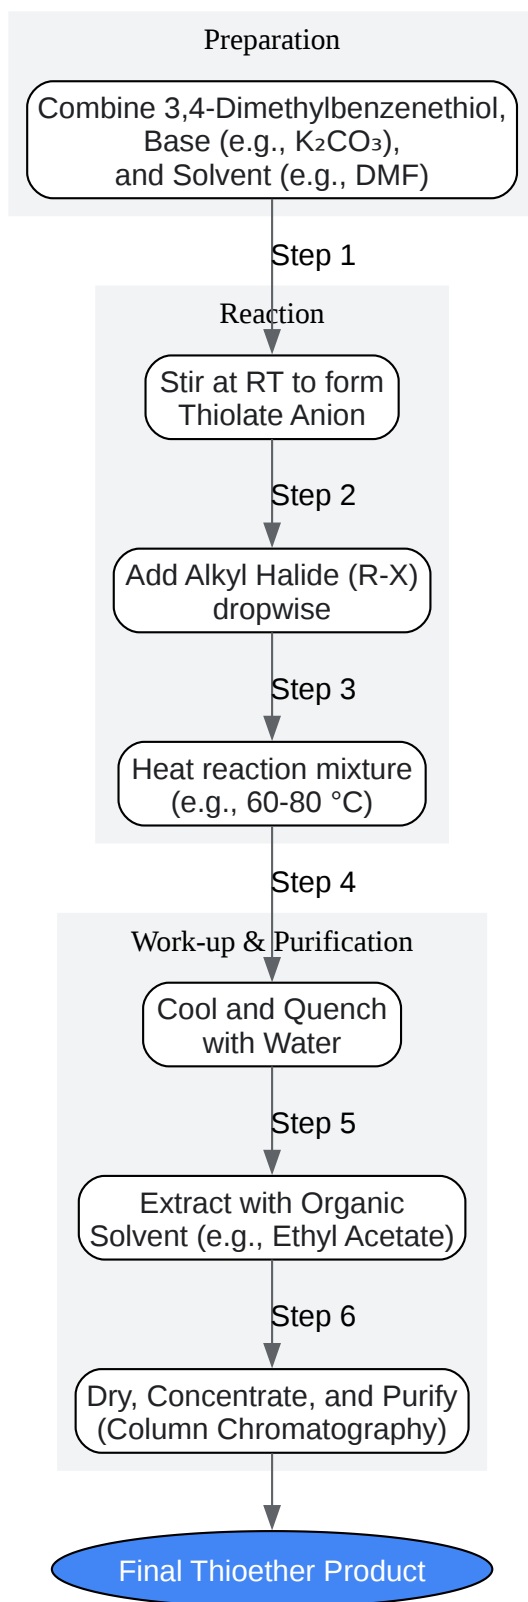 Preparation
Combine 3,4-Dimethylbenzenethiol,
Base (e.g., K₂CO₃),
and Solvent (e.g., DMF)
Step 1
Reaction
Stir at RT to form
Thiolate Anion
Step 2
Add Alkyl Halide (R-X)
dropwise
Step 3
Heat reaction mixture
(e.g., 60-80 °C)
Step 4
Work-up & Purification
Cool and Quench
with Water
Step 5
Extract with Organic
Solvent (e.g., Ethyl Acetate)
Step 6
Dry, Concentrate, and Purify
(Column Chromatography)
Final Thioether Product